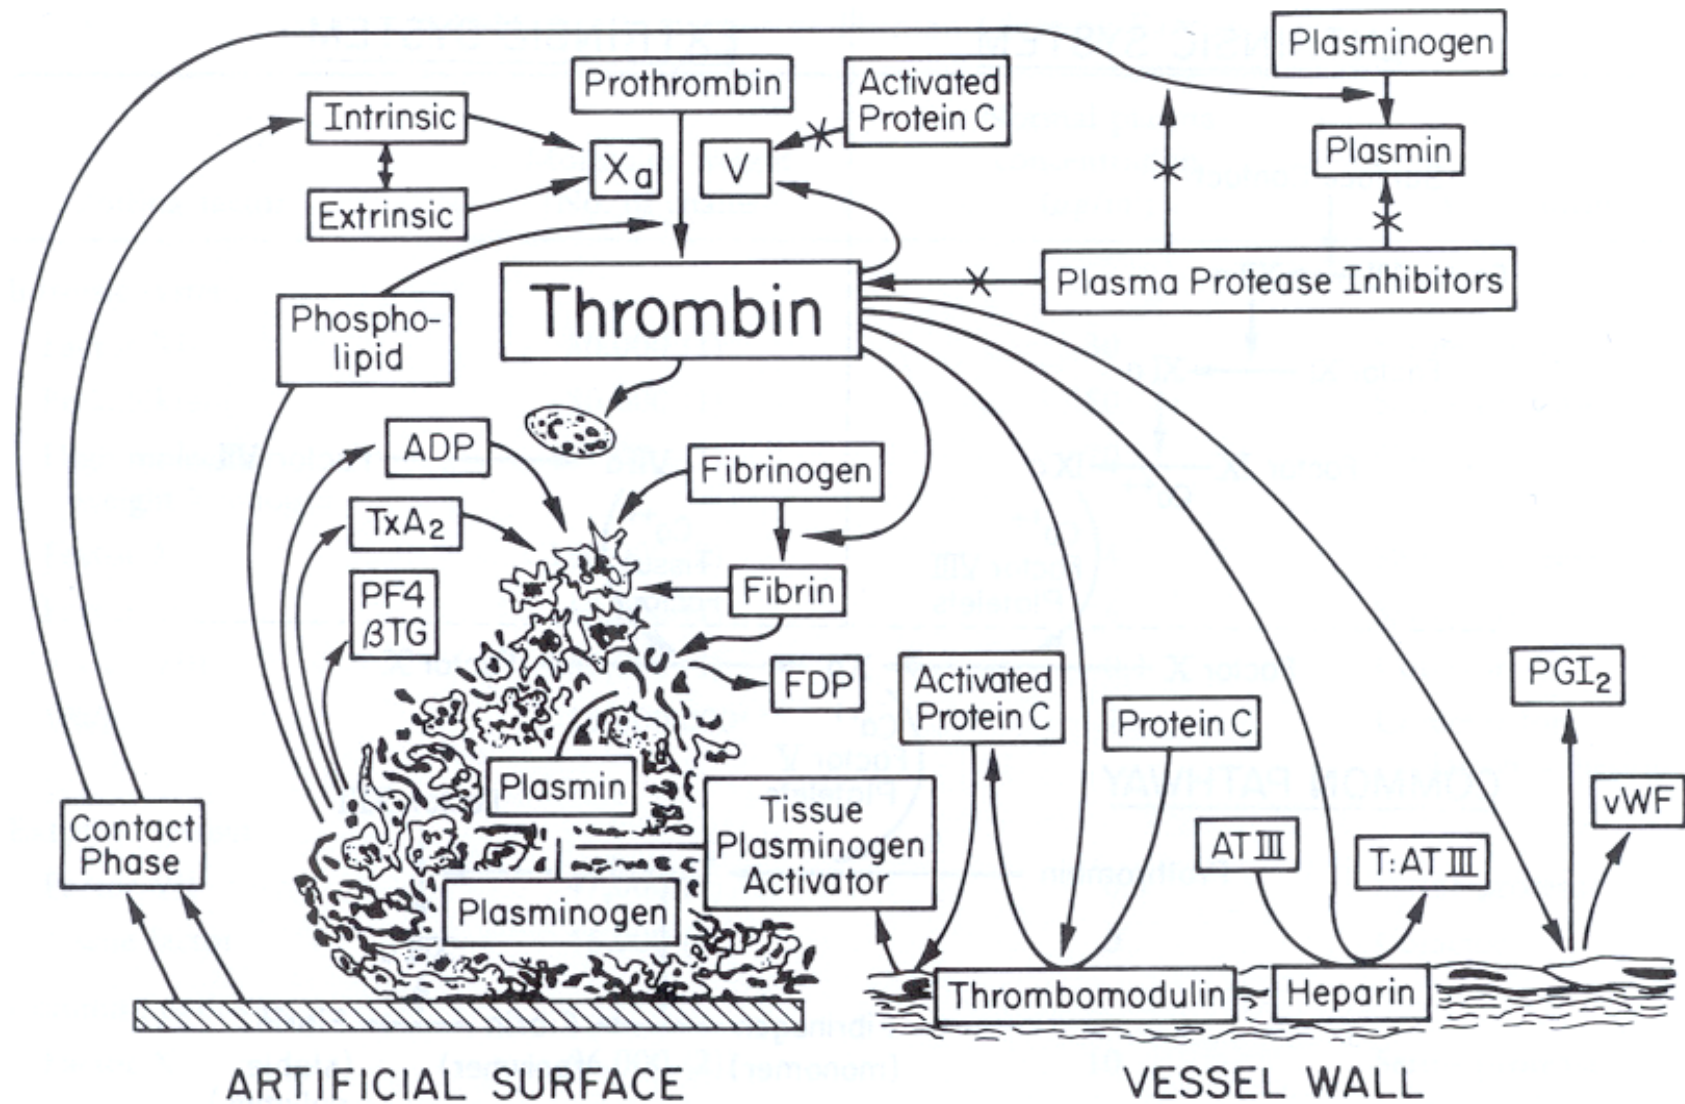 Plasminogen
Prothrombin
Activated
Protein C
Intrinsic
Xa
V
Plasmin
Extrinsic
Thrombin
Plasma Protease Inhibitors
Phospho-
lipid
ADP
Fibrinogen
TxA2
PF4
βTG
Fibrin
FDP
Activated
Protein C
Protein C
PGI2
Plasmin
Tissue
Plasminogen
Activator
vWF
Contact
Phase
AT III
T:AT III
Plasminogen
Thrombomodulin
Heparin
ARTIFICIAL SURFACE
VESSEL WALL